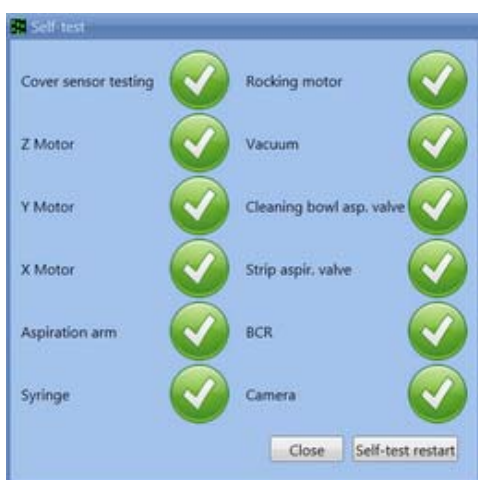 Self-test
Cover sensor testing
Rocking motor
Z Motor
Vacuum
Y Motor
Cleaning bowl asp. valve
X Motor
Strip aspir. valve
Aspiration arm
BCR
Syringe
Camera
Close
Self-test restart